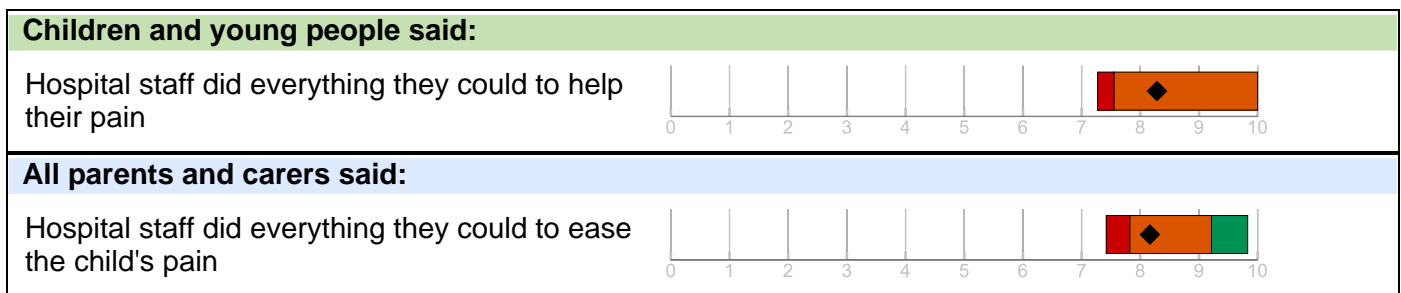 Children and young people said:
Hospital staff did everything they could to help
their pain
0 1 2 3 4 5 6 7 8 9 10
All parents and carers said:
Hospital staff did everything they could to ease
the child's pain
0 1 2 3 4 5 6 7 8 9 10